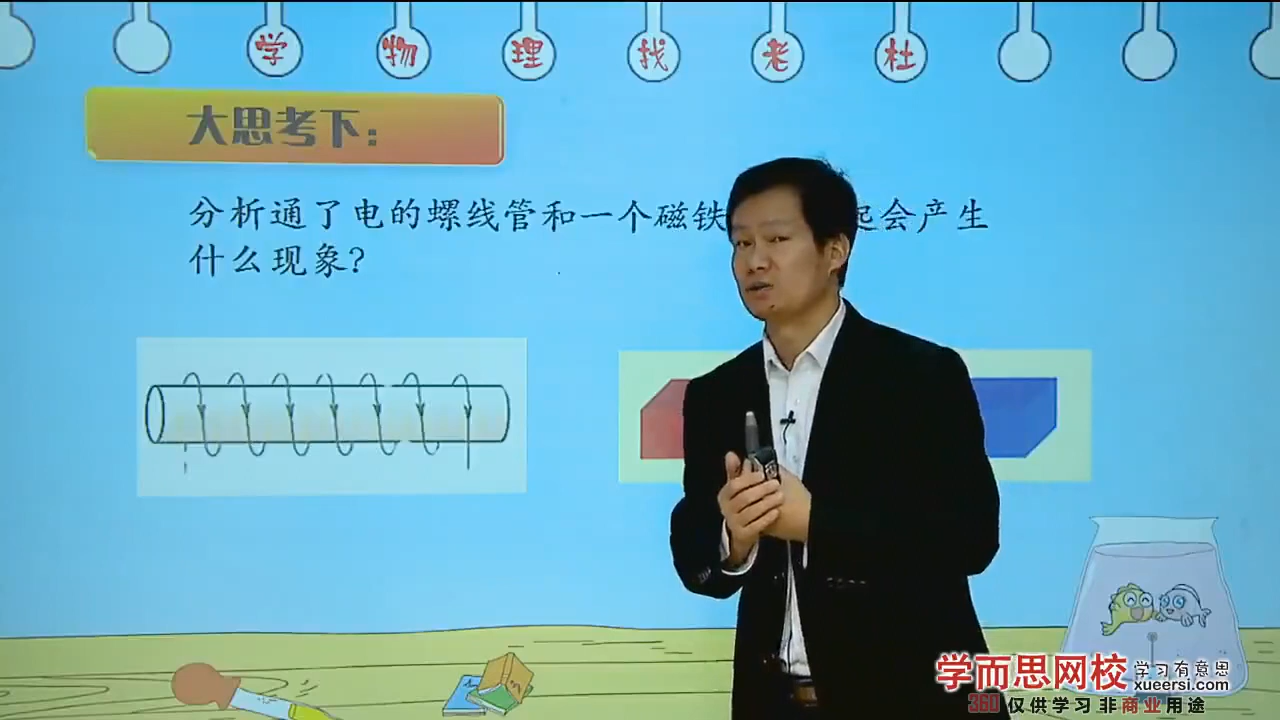 学物理找老杜
大思考下：
分析通了电的螺线管和一个磁铁 起会产生
什么现象？
学而思网校 学习有意思
xueersi.com
360 仅供学习 非商业用途